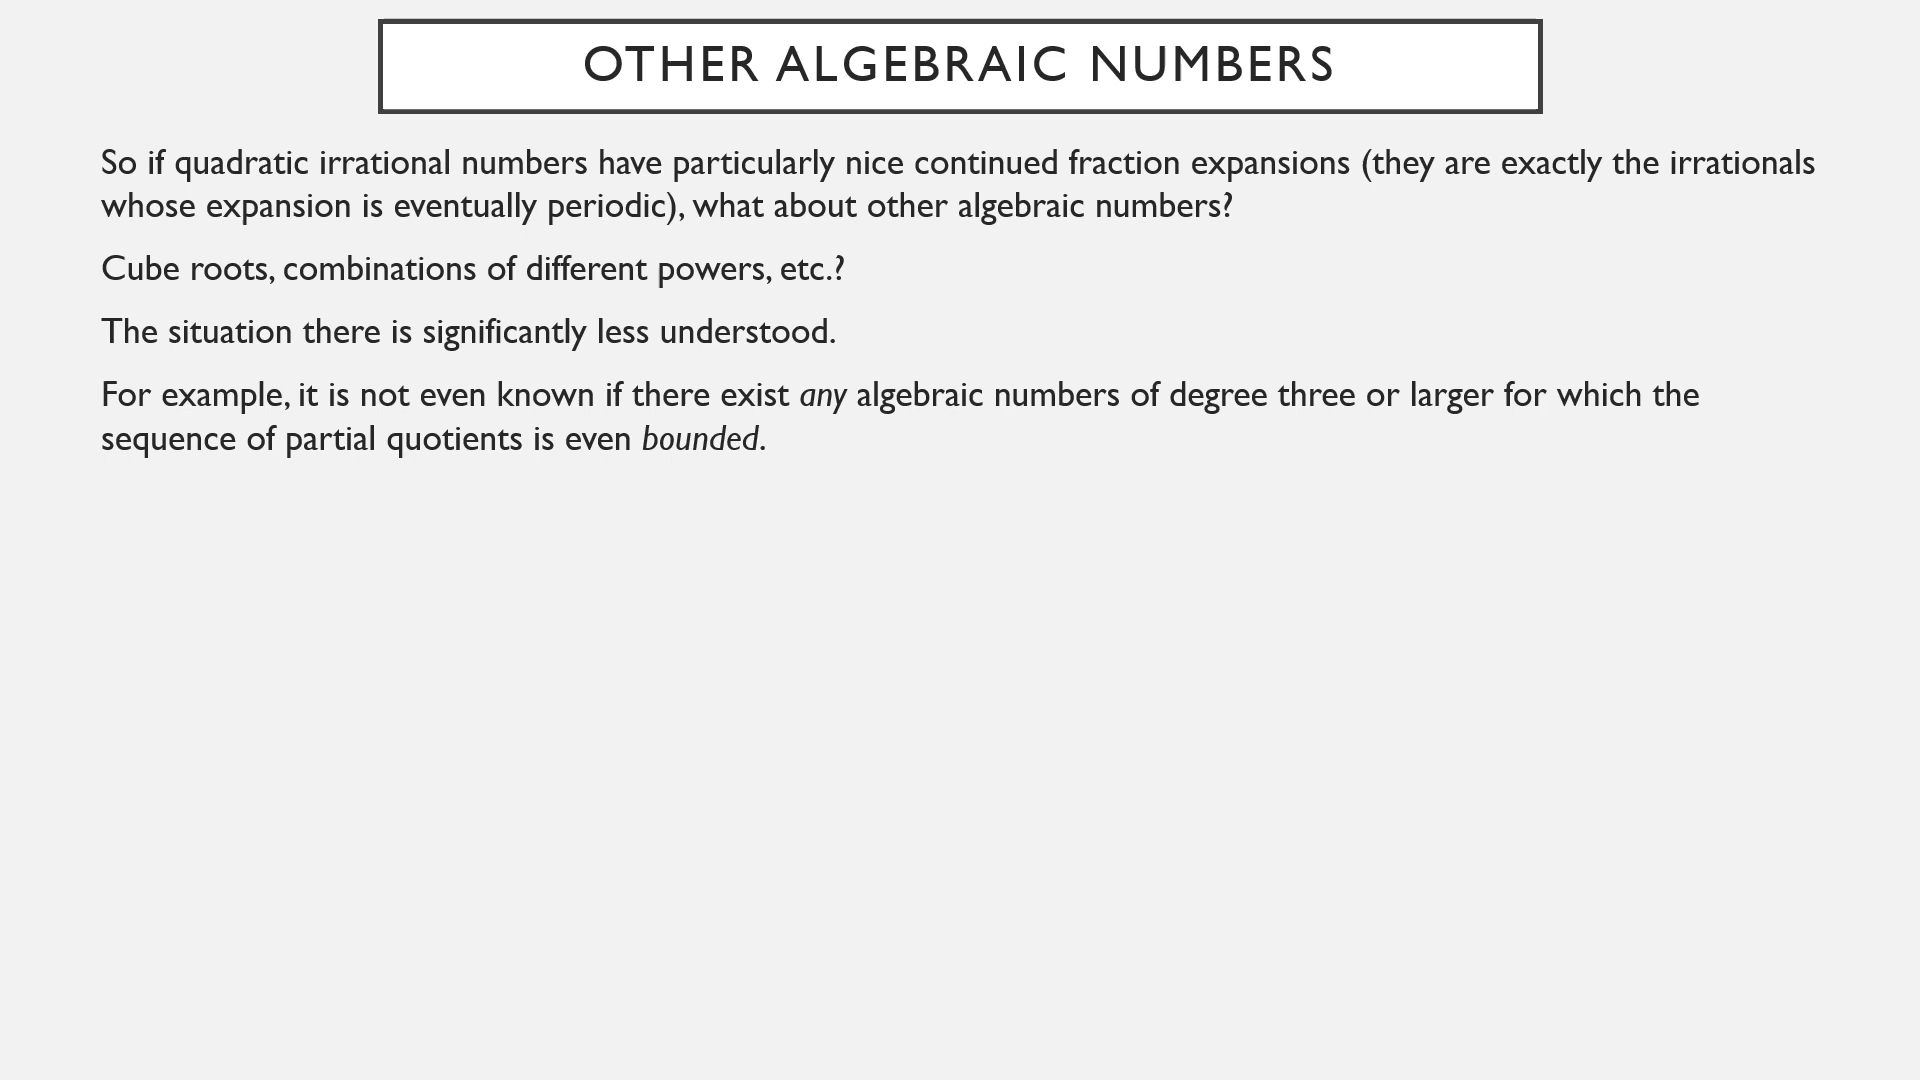 OTHER ALGEBRAIC NUMBERS
So if quadratic irrational numbers have particularly nice continued fraction expansions (they are exactly the irrationals
whose expansion is eventually periodic), what about other algebraic numbers?
Cube roots, combinations of different powers, etc.?
The situation there is significantly less understood.
For example, it is not even known if there exist any algebraic numbers of degree three or larger for which the
sequence of partial quotients is even bounded.